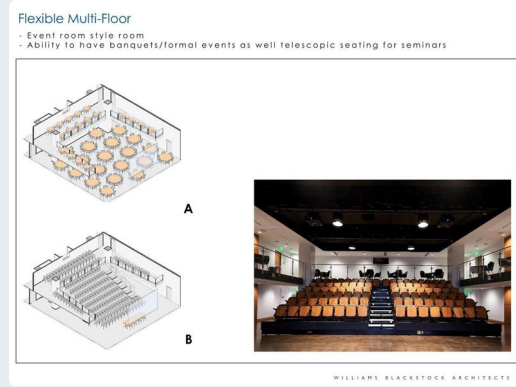 Flexible Multi-Floor
- Event room style room
- Ability to have banquets/formal events as well telescopic seating for seminars
A
B
WILLIAMS BLACKSTOCK ARCHITECTS